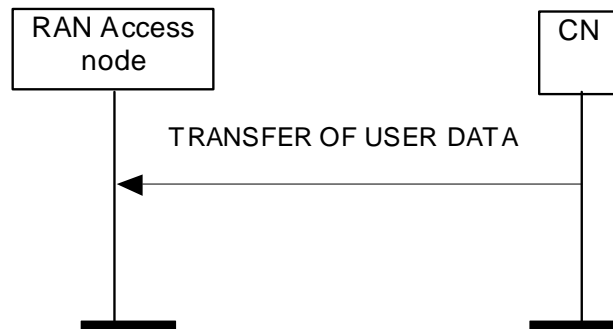 RAN Access
node
CN
TRANSFER OF USER DATA